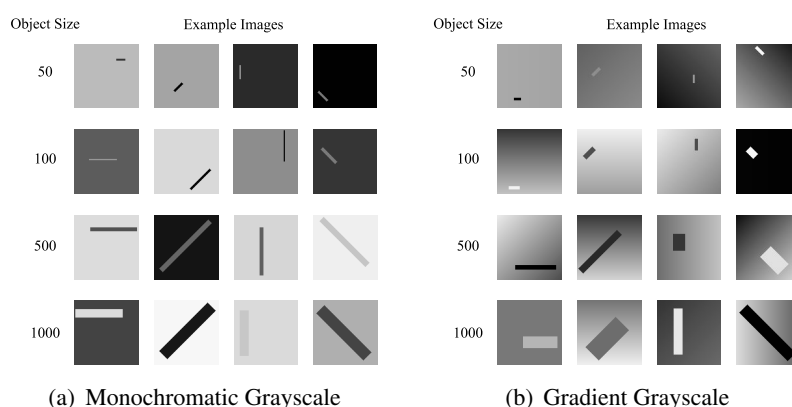 Object Size Example Images
50
100
500
1000
(a) Monochromatic Grayscale
Object Size Example Images
50
100
500
1000
(b) Gradient Grayscale